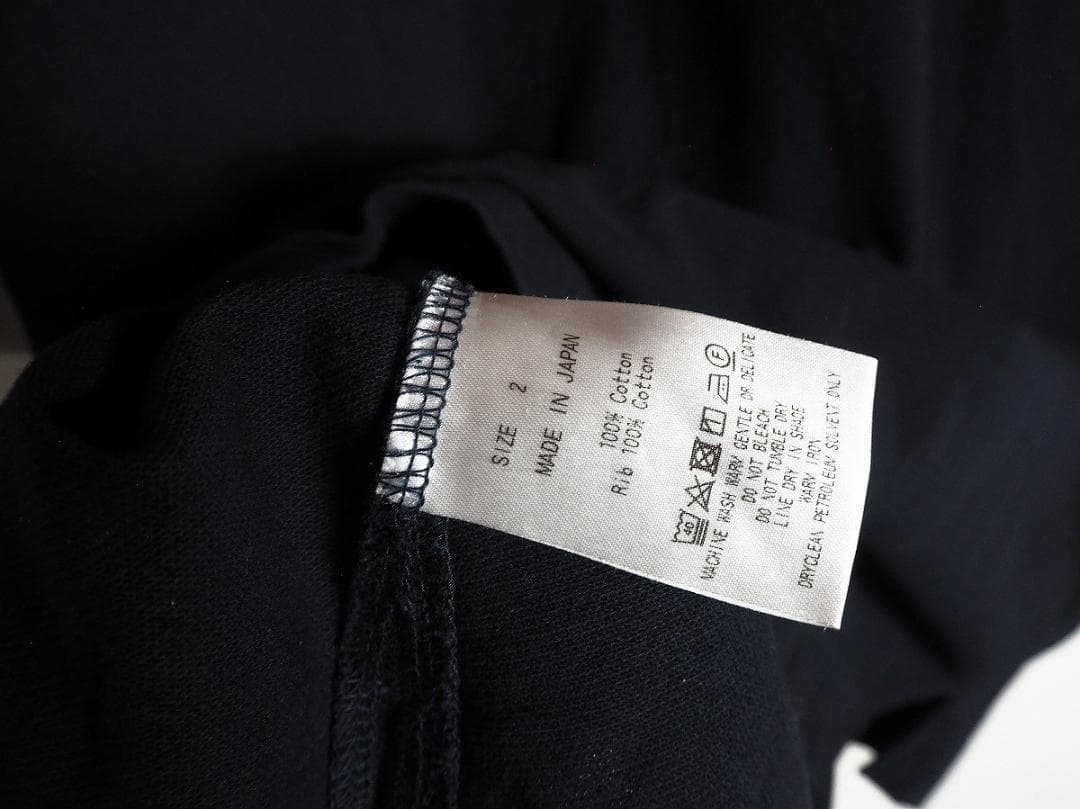 SIZE 2
MADE IN JAPAN
100% Cotton
Rib 100% Cotton
40 F
MACHINE WASH WARM GENTLE OR DELICATE
DO NOT BLEACH
DO NOT TUMBLE DRY
LINE DRY IN SHADE
WARM IRON
DRYCLEAN PETROLEUM SOLVENT ONLY